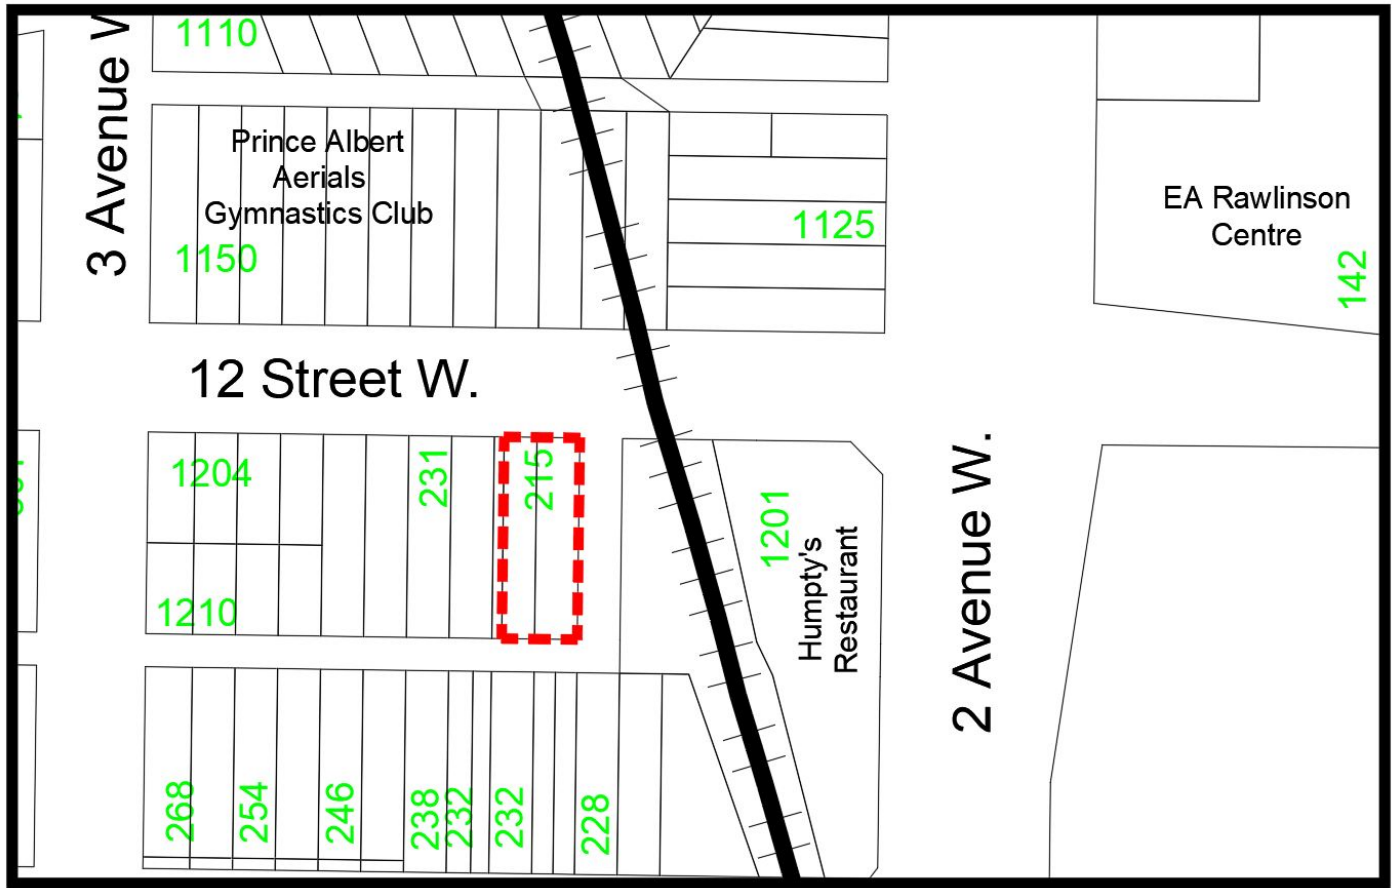 1110
3 Avenue W
Prince Albert
Aerials
Gymnastics Club
1150
1125
EA Rawlinson
Centre
142
12 Street W.
1204
231
215
1201
Humpty's
Restaurant
2 Avenue W.
1210
268
254
246
238
232
232
228